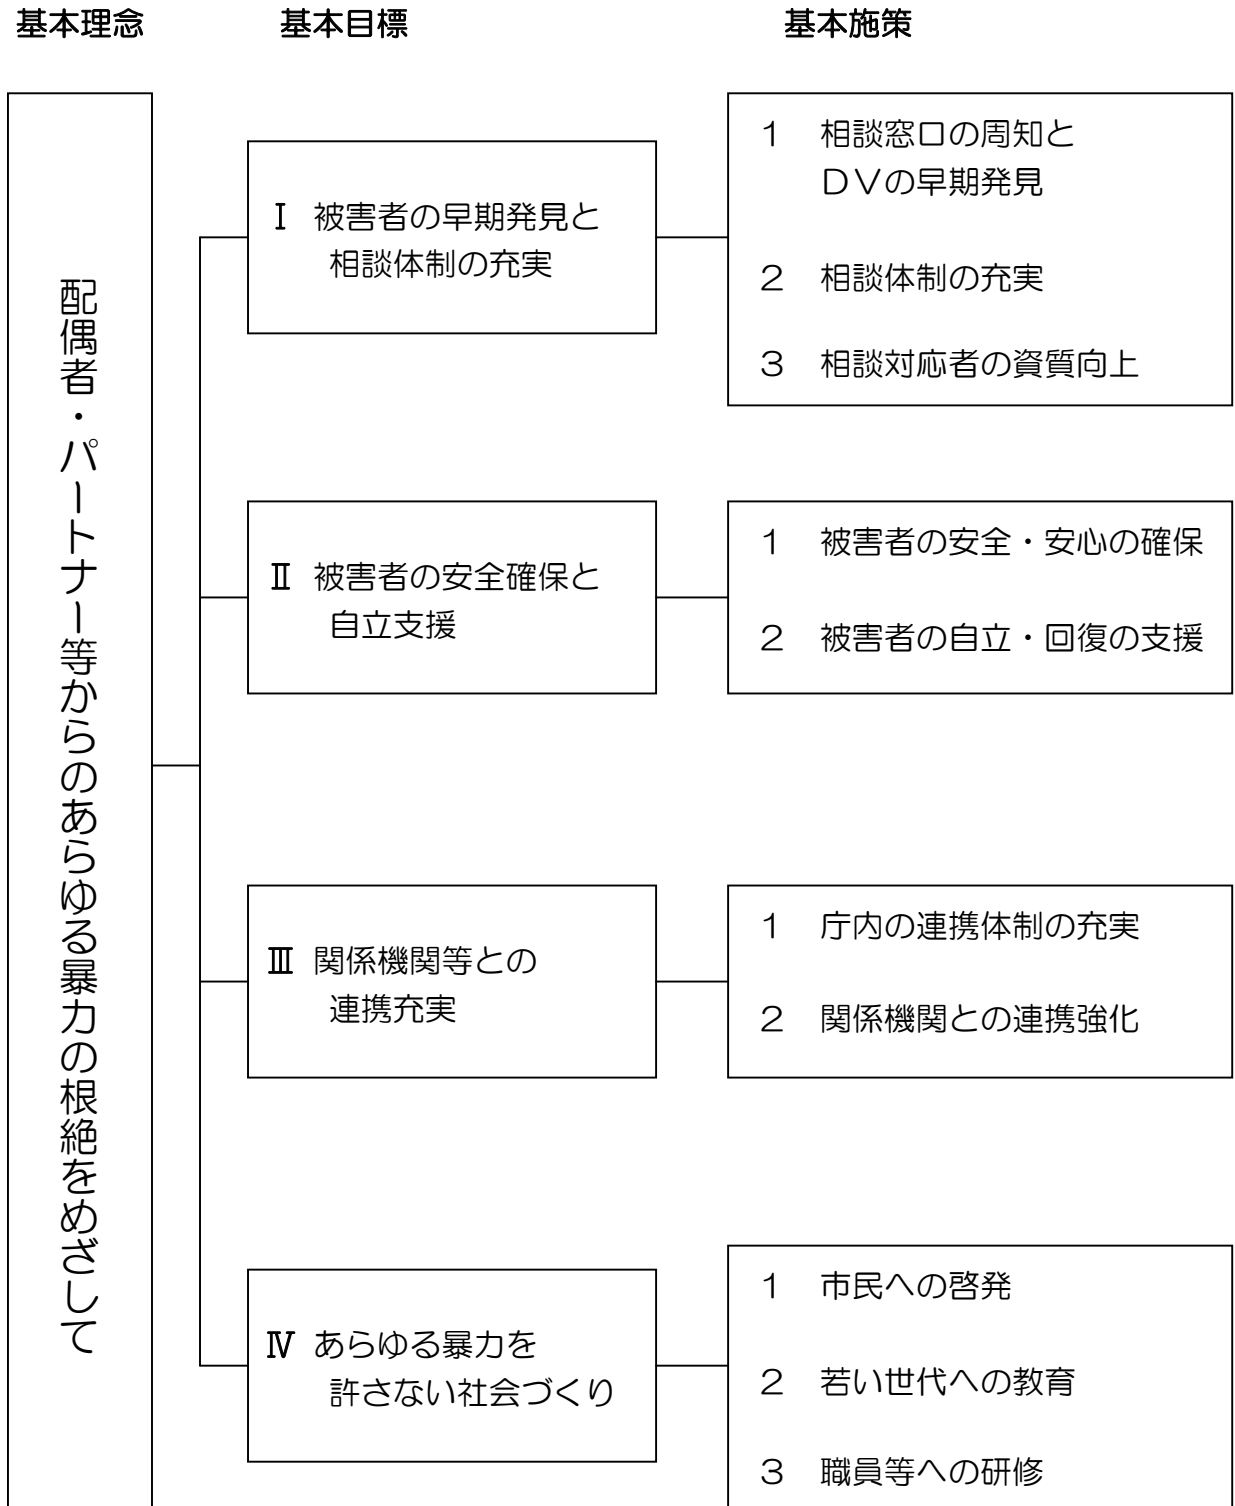 基本理念
基本目標
基本施策
配偶者・パートナー等からのあらゆる暴力の根絶をめざして
Ⅰ 被害者の早期発見と
相談体制の充実
1 相談窓口の周知と
DVの早期発見
2 相談体制の充実
3 相談対応者の資質向上
Ⅱ 被害者の安全確保と
自立支援
1 被害者の安全・安心の確保
2 被害者の自立・回復の支援
Ⅲ 関係機関等との
連携充実
1 庁内の連携体制の充実
2 関係機関との連携強化
Ⅳ あらゆる暴力を
許さない社会づくり
1 市民への啓発
2 若い世代への教育
3 職員等への研修